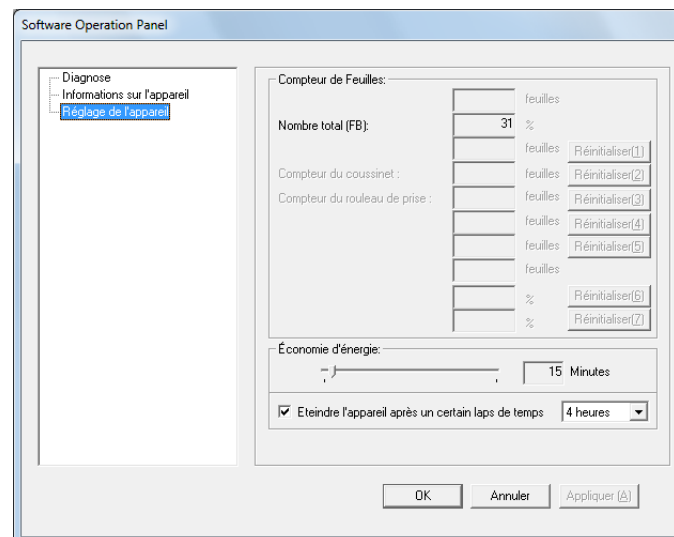 Software Operation Panel
Diagnose
Informations sur l'appareil
Réglage de l'appareil
Compteur de Feuilles:
feuilles
Nombre total (FB): 31 %
feuilles Réinitialiser(1)
Compteur du coussinet : feuilles Réinitialiser(2)
Compteur du rouleau de prise : feuilles Réinitialiser(3)
feuilles Réinitialiser(4)
feuilles Réinitialiser(5)
feuilles
% Réinitialiser(6)
% Réinitialiser(7)
Économie d'énergie:
15 Minutes
Eteindre l'appareil après un certain laps de temps 4 heures
OK Annuler Appliquer (A)